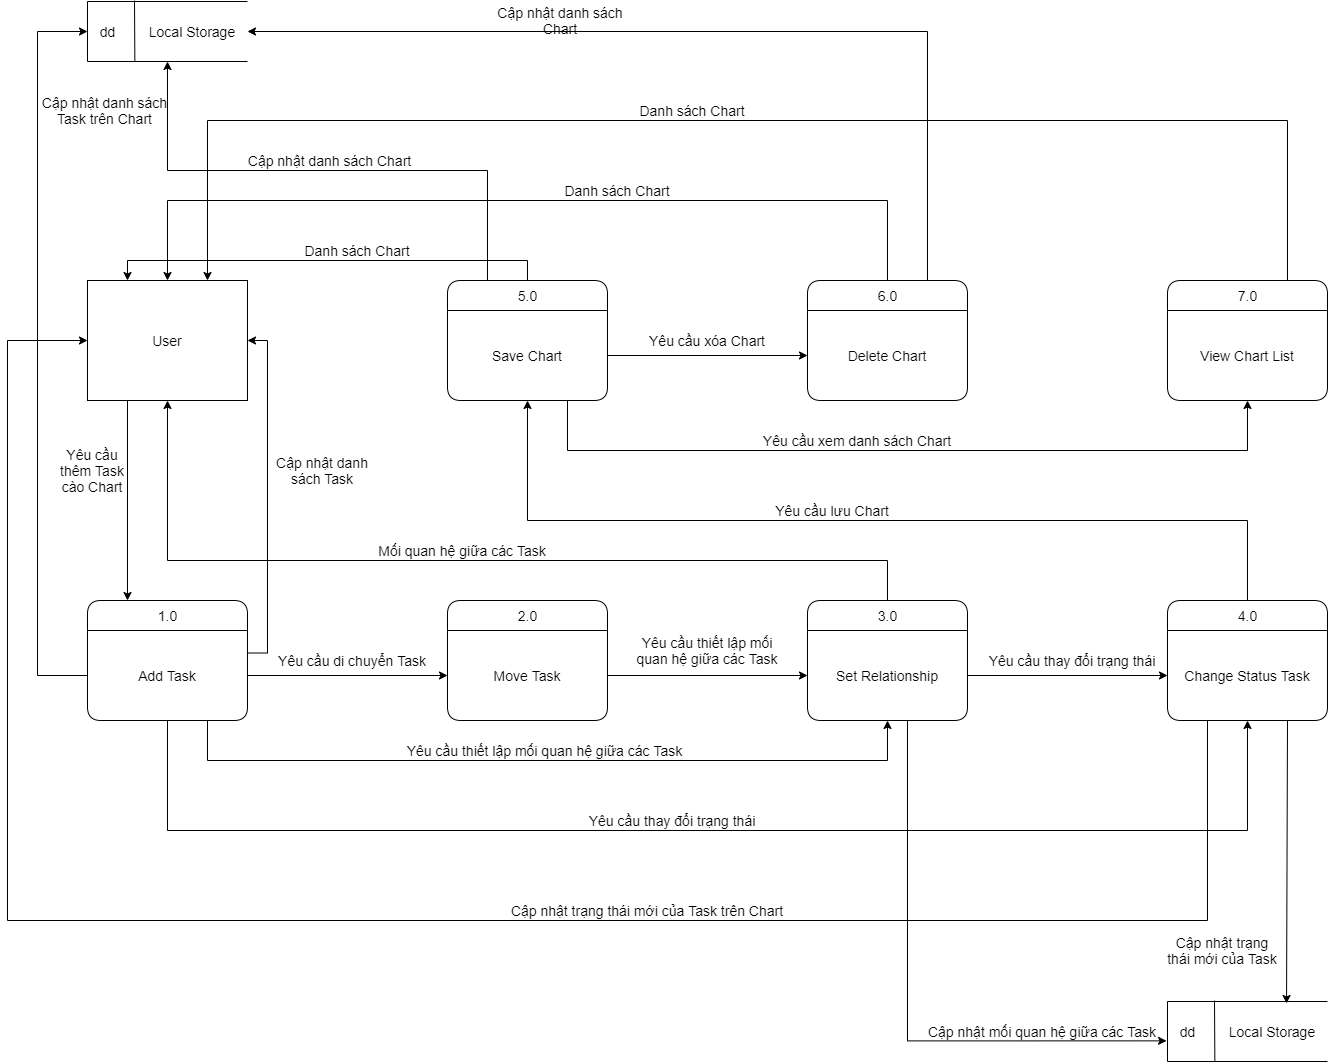 Cập nhật danh sách
Chart
dd
Local Storage
Cập nhật danh sách
Task trên Chart
Danh sách Chart
Cập nhật danh sách Chart
Danh sách Chart
Danh sách Chart
User
5.0
Save Chart
Yêu cầu xóa Chart
6.0
Delete Chart
7.0
View Chart List
Yêu cầu xem danh sách Chart
Yêu cầu
thêm Task
cào Chart
Cập nhật danh
sách Task
Yêu cầu lưu Chart
Mối quan hệ giữa các Task
1.0
Add Task
Yêu cầu di chuyển Task
2.0
Move Task
Yêu cầu thiết lập mối
quan hệ giữa các Task
3.0
Set Relationship
Yêu cầu thay đổi trạng thái
4.0
Change Status Task
Yêu cầu thiết lập mối quan hệ giữa các Task
Yêu cầu thay đổi trạng thái
Cập nhật trạng thái mới của Task trên Chart
Cập nhật trạng
thái mới của Task
Cập nhật mối quan hệ giữa các Task
dd
Local Storage